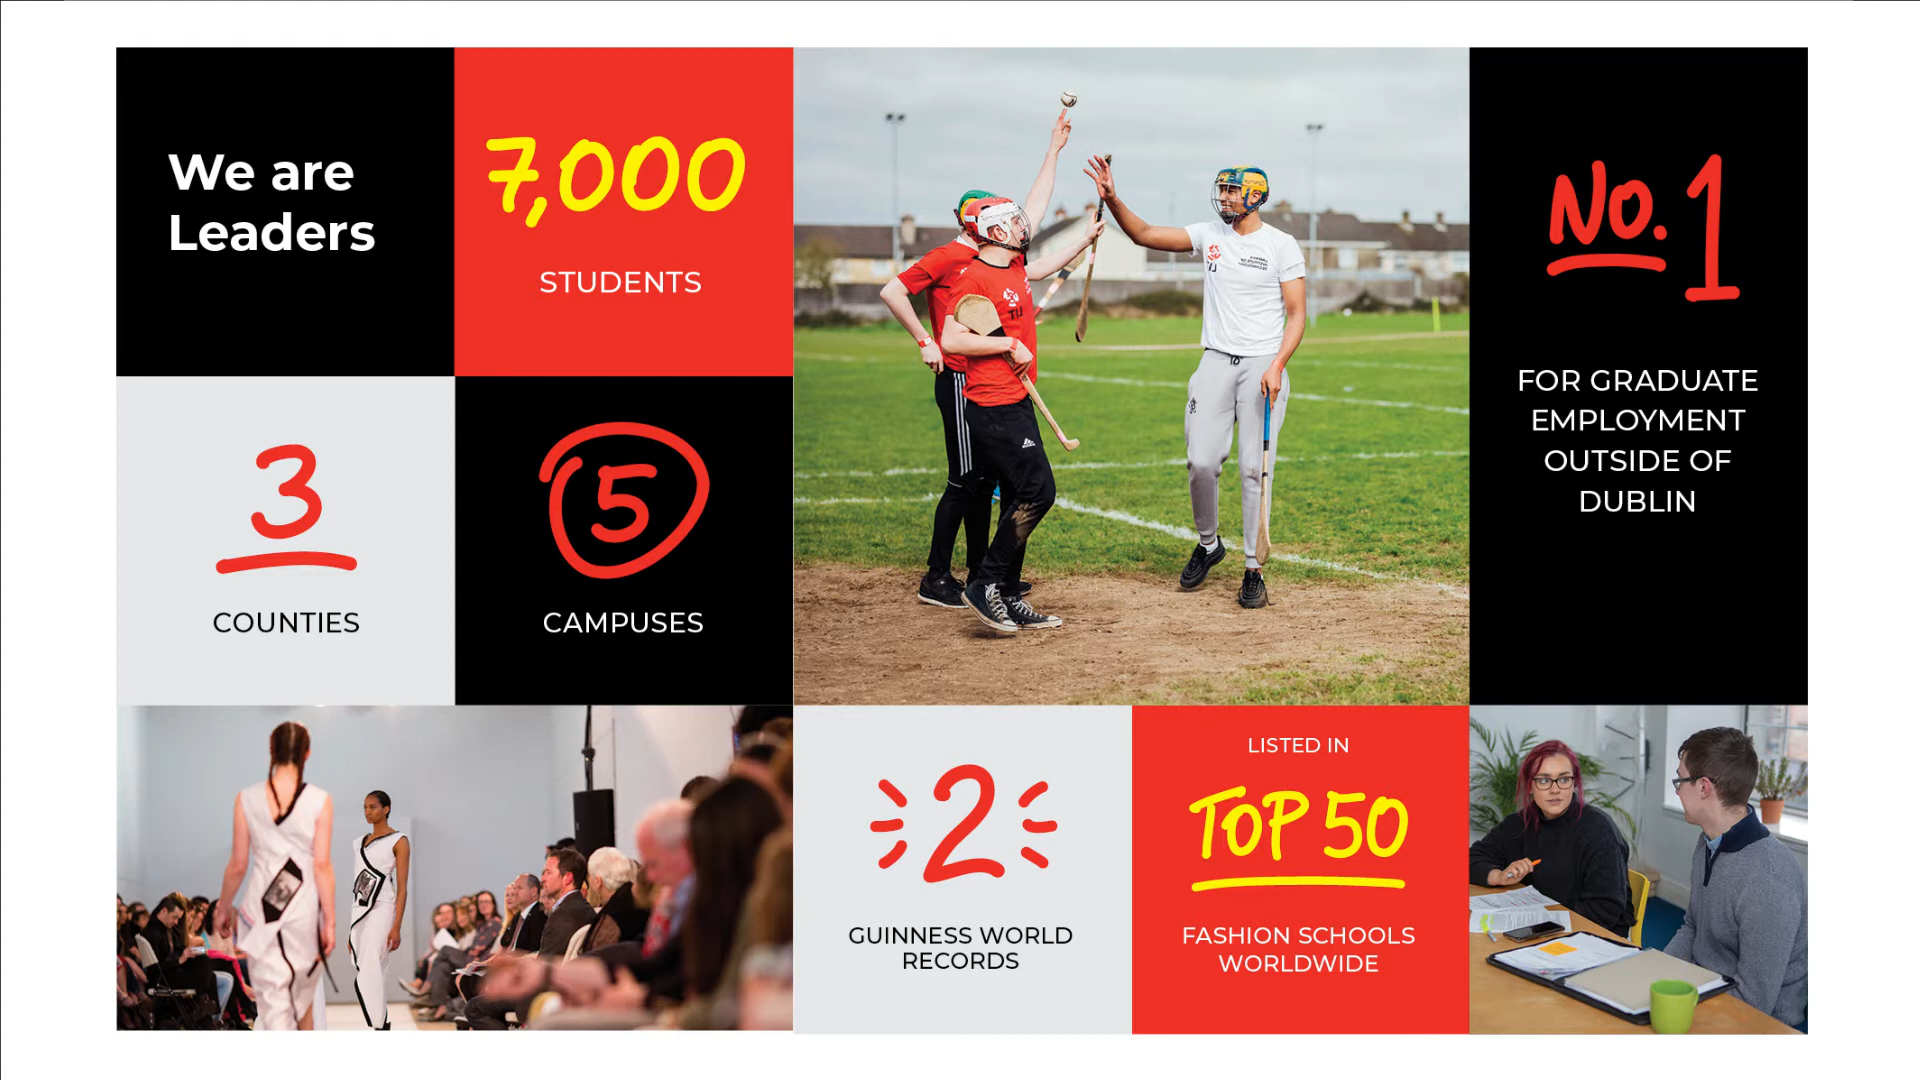 We are
Leaders
7,000
STUDENTS
3
COUNTIES
5
CAMPUSES
No. 1
FOR GRADUATE
EMPLOYMENT
OUTSIDE OF
DUBLIN
2
GUINNESS WORLD
RECORDS
LISTED IN
TOP 50
FASHION SCHOOLS
WORLDWIDE